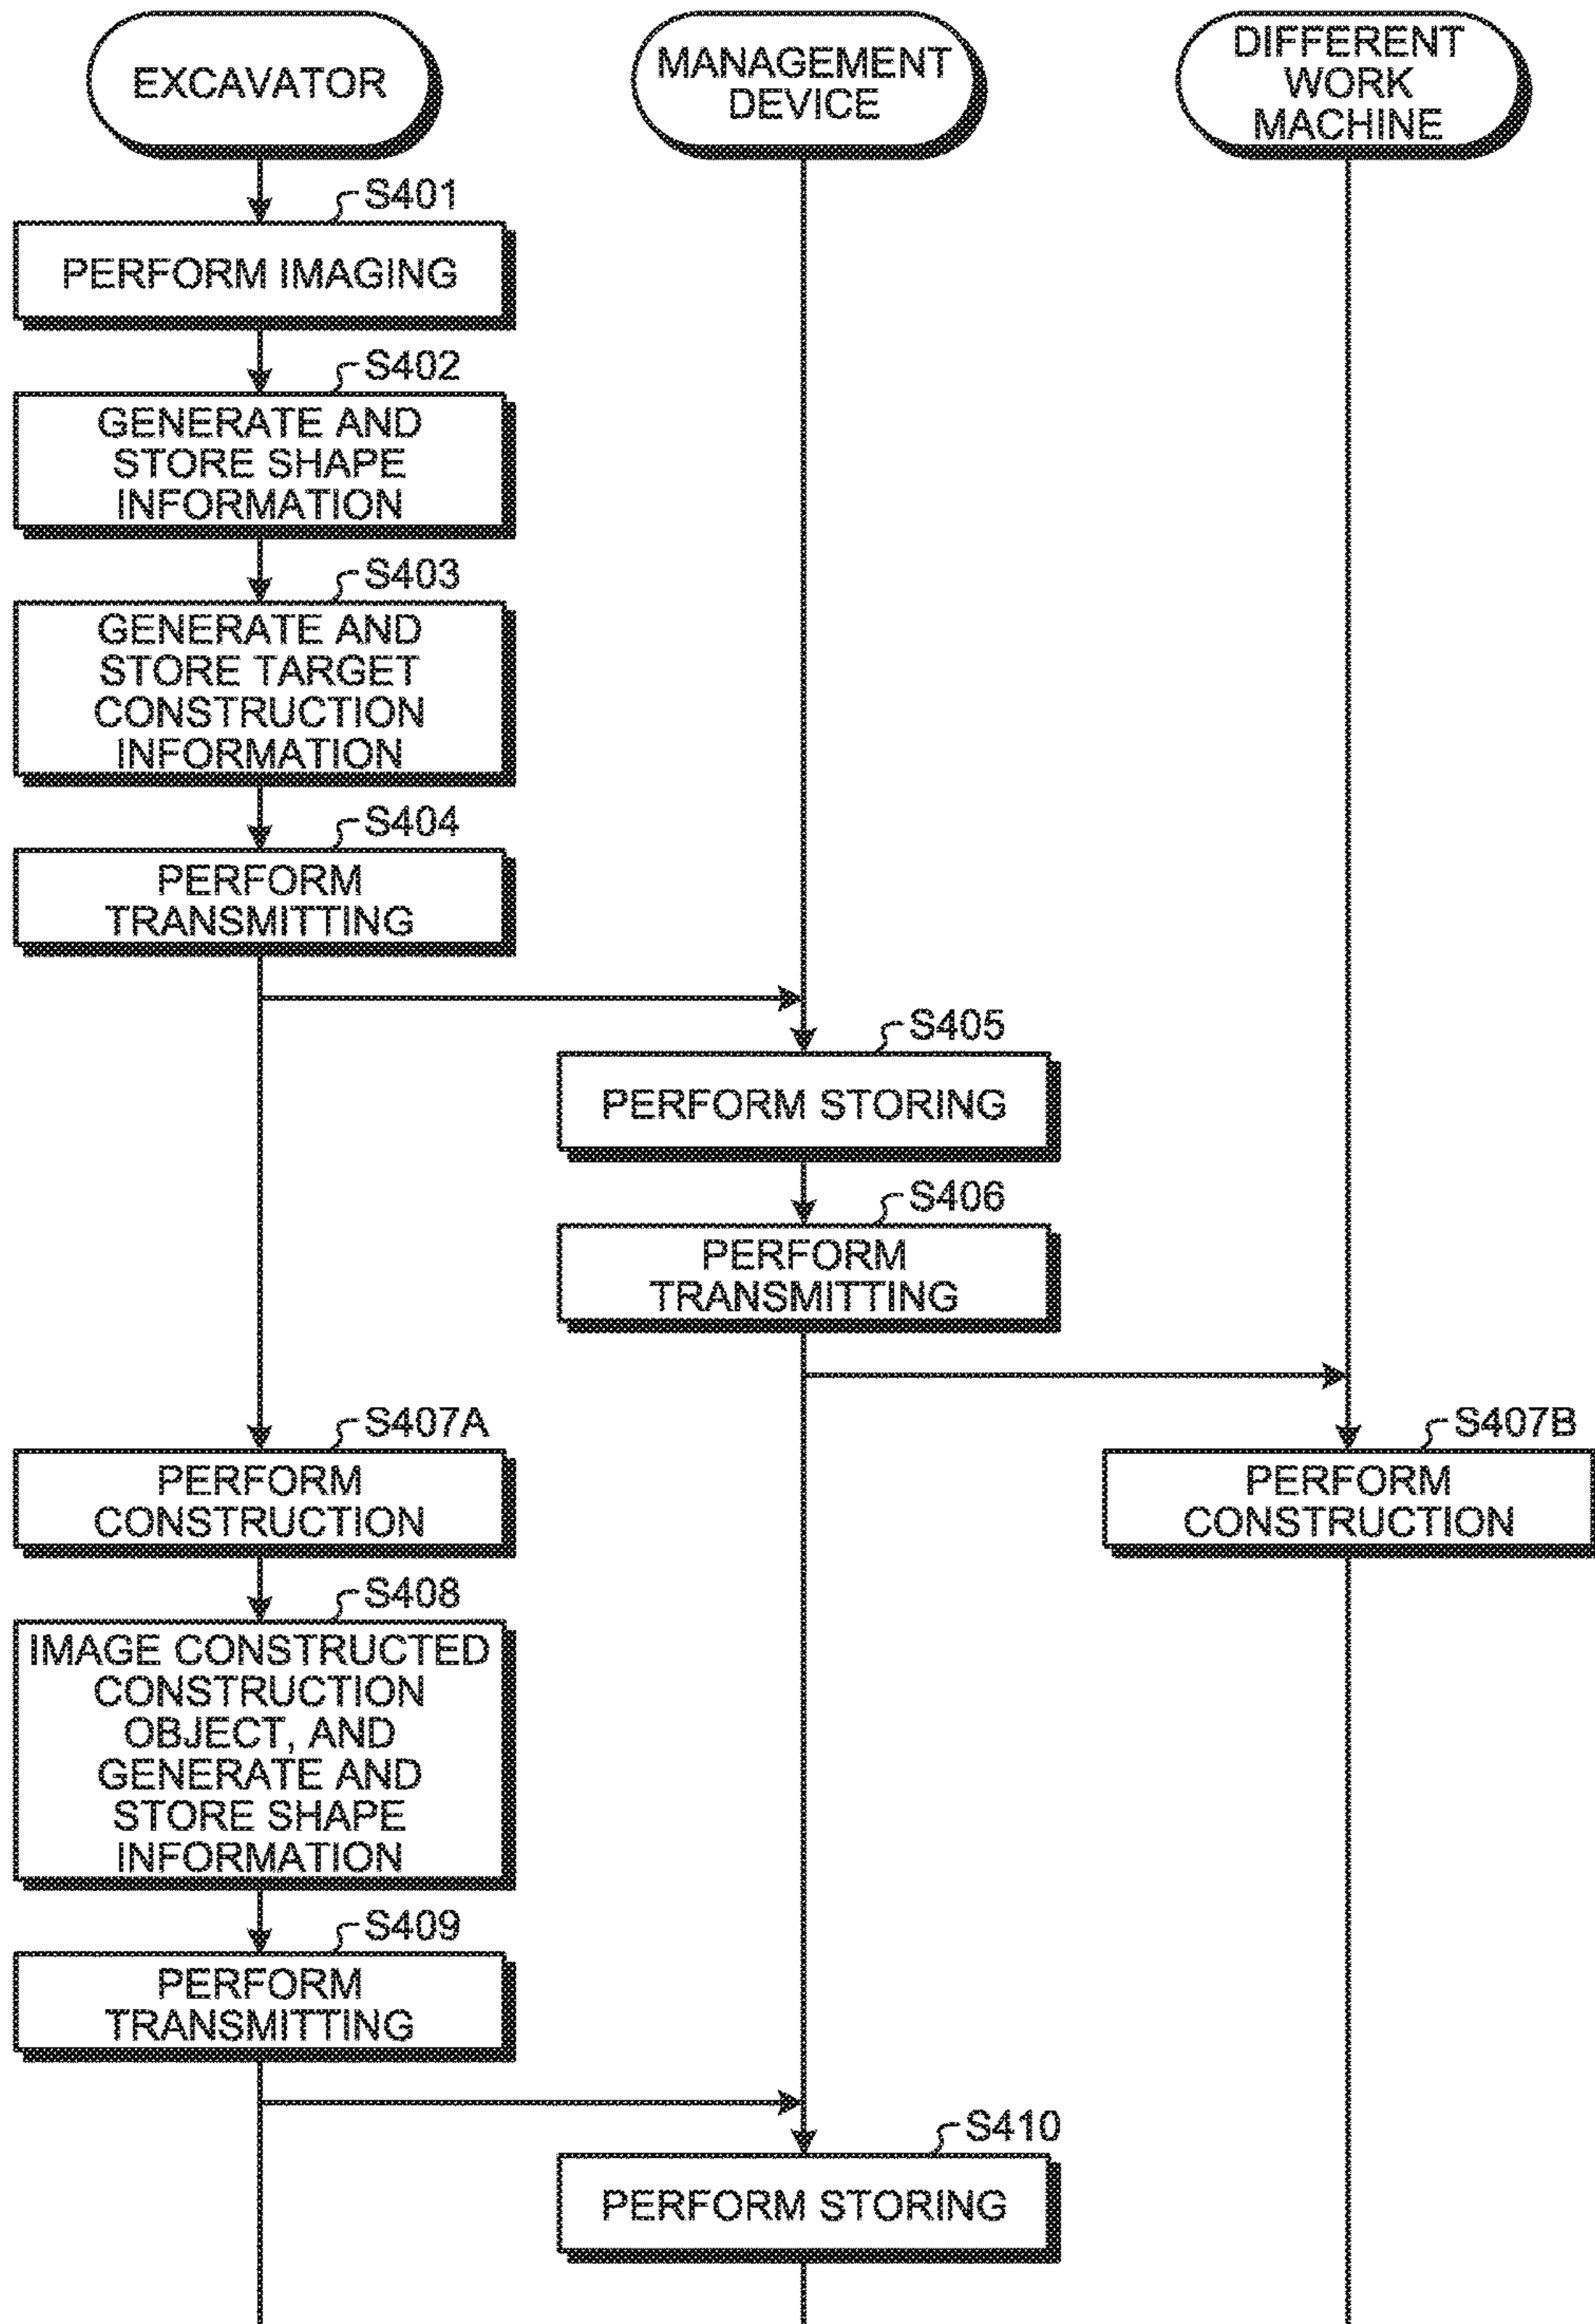 EXCAVATOR
MANAGEMENT
DEVICE
DIFFERENT
WORK
MACHINE
S401
PERFORM IMAGING
S402
GENERATE AND
STORE SHAPE
INFORMATION
S403
GENERATE AND
STORE TARGET
CONSTRUCTION
INFORMATION
S404
PERFORM
TRANSMITTING
S405
PERFORM STORING
S406
PERFORM
TRANSMITTING
S407A
PERFORM
CONSTRUCTION
S407B
PERFORM
CONSTRUCTION
S408
IMAGE CONSTRUCTED
CONSTRUCTION
OBJECT, AND
GENERATE AND
STORE SHAPE
INFORMATION
S409
PERFORM
TRANSMITTING
S410
PERFORM STORING